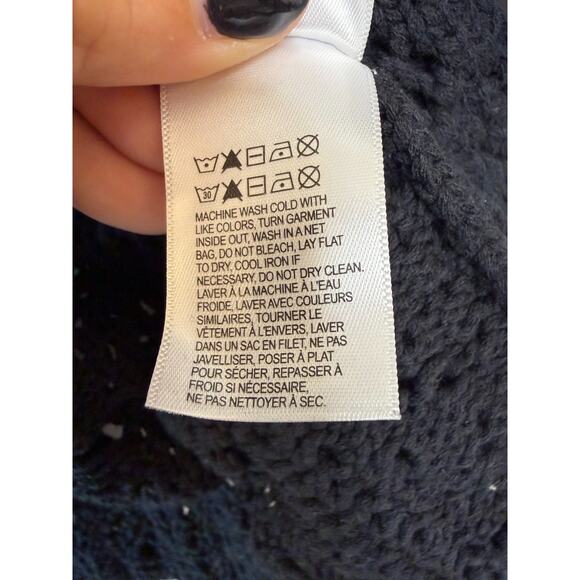 30
MACHINE WASH COLD WITH
LIKE COLORS, TURN GARMENT
INSIDE OUT, WASH IN A NET
BAG, DO NOT BLEACH, LAY FLAT
TO DRY, COOL IRON IF
NECESSARY, DO NOT DRY CLEAN.
LAVER À LA MACHINE À L'EAU
FROIDE, LAVER AVEC COULEURS
SIMILAIRES, TOURNER LE
VÊTEMENT À L'ENVERS, LAVER
DANS UN SAC EN FILET, NE PAS
JAVELLISER, POSER À PLAT
POUR SÉCHER, REPASSER À
FROID SI NÉCESSAIRE,
NE PAS NETTOYER À SEC.